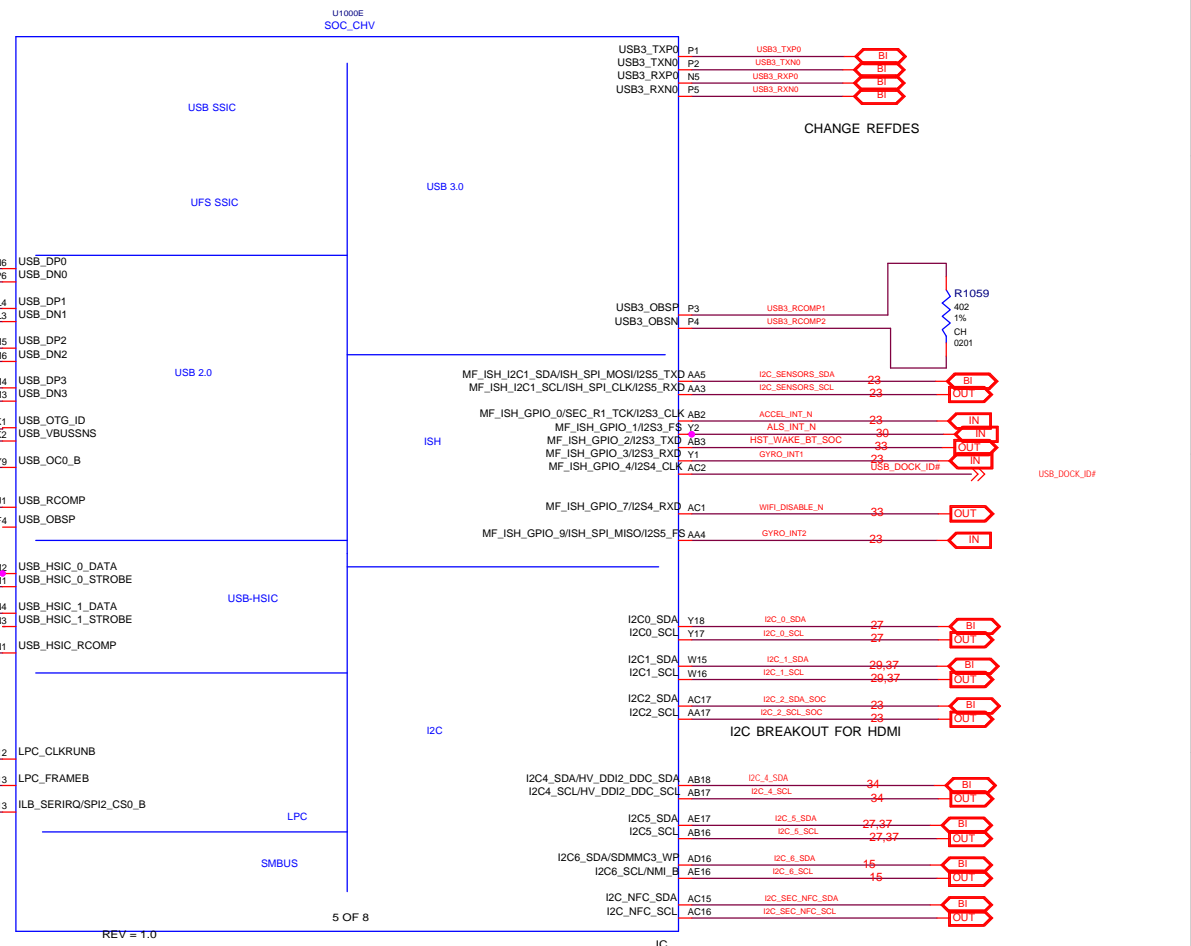 U1000E
SOC_CHV
USB3_TXP0 P1 USB3_TXP0 BI
USB3_TXN0 P2 USB3_TXN0 BI
USB3_RXP0 N5 USB3_RXP0 BI
USB3_RXN0 P5 USB3_RXN0 BI
USB SSIC
CHANGE REFDES
USB 3.0
UFS SSIC
USB_DP0
USB_DN0
USB_DP1
USB_DN1
USB3_OBSP P3 USB3_RCOMP1
USB3_OBSN P4 USB3_RCOMP2
R1059
402
1%
CH
0201
USB_DP2
USB_DN2
USB 2.0
USB_DP3
USB_DN3
MF_ISH_I2C1_SDA/ISH_SPI_MOSI/I2S5_TXD AA5 I2C_SENSORS_SDA 23 BI
MF_ISH_I2C1_SCL/ISH_SPI_CLK/I2S5_RXD AA3 I2C_SENSORS_SCL 23 OUT
USB_OTG_ID
USB_VBUSSNS
MF_ISH_GPIO_0/SEC_R1_TCK/I2S3_CLK AB2 ACCEL_INT_N 23 IN
MF_ISH_GPIO_1/I2S3_FS Y2 ALS_INT_N 30 IN
ISH
MF_ISH_GPIO_2/I2S3_TXD AB3 HST_WAKE_BT_SOC 33 OUT
MF_ISH_GPIO_3/I2S3_RXD Y1 GYRO_INT1 23 IN
USB_OC0_B
MF_ISH_GPIO_4/I2S4_CLK AC2 USB_DOCK_ID# USB_DOCK_ID#
USB_RCOMP
USB_OBSP
MF_ISH_GPIO_7/I2S4_RXD AC1 WIFI_DISABLE_N 33 OUT
MF_ISH_GPIO_9/ISH_SPI_MISO/I2S5_FS AA4 GYRO_INT2 23 IN
USB_HSIC_0_DATA
USB_HSIC_0_STROBE
USB-HSIC
USB_HSIC_1_DATA
USB_HSIC_1_STROBE
USB_HSIC_RCOMP
I2C0_SDA Y18 I2C_0_SDA 27 BI
I2C0_SCL Y17 I2C_0_SCL 27 OUT
I2C1_SDA W15 I2C_1_SDA 29,37 BI
I2C1_SCL W16 I2C_1_SCL 29,37 OUT
I2C2_SDA AC17 I2C_2_SDA_SOC 23 BI
I2C2_SCL AA17 I2C_2_SCL_SOC 23 OUT
I2C
I2C BREAKOUT FOR HDMI
LPC_CLKRUNB
LPC_FRAMEB
ILB_SERIRQ/SPI2_CS0_B
I2C4_SDA/HV_DDI2_DDC_SDA AB18 I2C_4_SDA 34 BI
I2C4_SCL/HV_DDI2_DDC_SCL AB17 I2C_4_SCL 34 OUT
LPC
I2C5_SDA AE17 I2C_5_SDA 27,37 BI
I2C5_SCL AB16 I2C_5_SCL 27,37 OUT
SMBUS
I2C6_SDA/SDMMC3_WP AD16 I2C_6_SDA 15 BI
I2C6_SCL/NMI_B AE16 I2C_6_SCL 15 OUT
I2C_NFC_SDA AC15 I2C_SEC_NFC_SDA BI
I2C_NFC_SCL AC16 I2C_SEC_NFC_SCL OUT
5 OF 8
REV = 1.0
IC